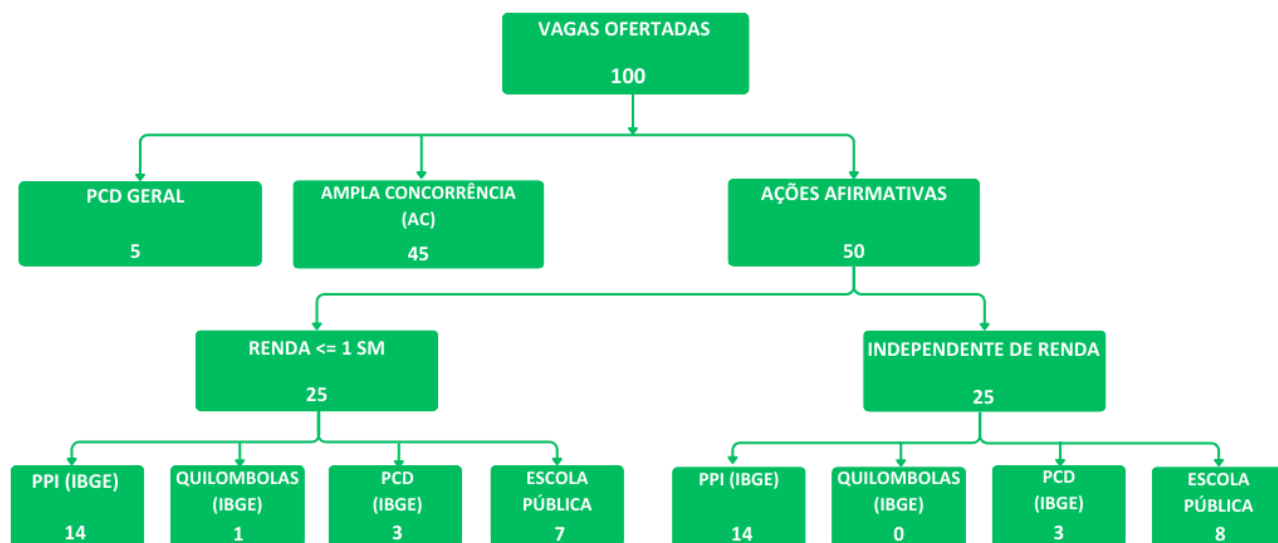 VAGAS OFERTADAS
100
PCD GERAL
5
AMPLA CONCORRÊNCIA
(AC)
45
AÇÕES AFIRMATIVAS
50
RENDA <= 1 SM
25
INDEPENDENTE DE RENDA
25
PPI (IBGE)
14
QUILOMBOLAS
(IBGE)
1
PCD
(IBGE)
3
ESCOLA
PÚBLICA
7
PPI (IBGE)
14
QUILOMBOLAS
(IBGE)
0
PCD
(IBGE)
3
ESCOLA
PÚBLICA
8